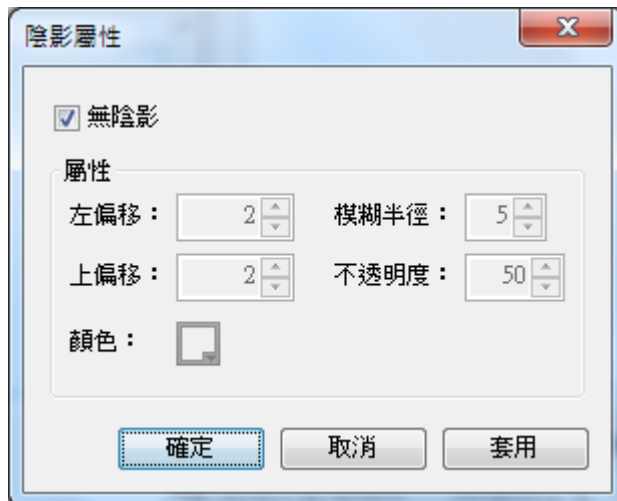 陰影屬性
無陰影
屬性
左偏移： 2 模糊半徑： 5
上偏移： 2 不透明度： 50
顏色：
確定 取消 套用